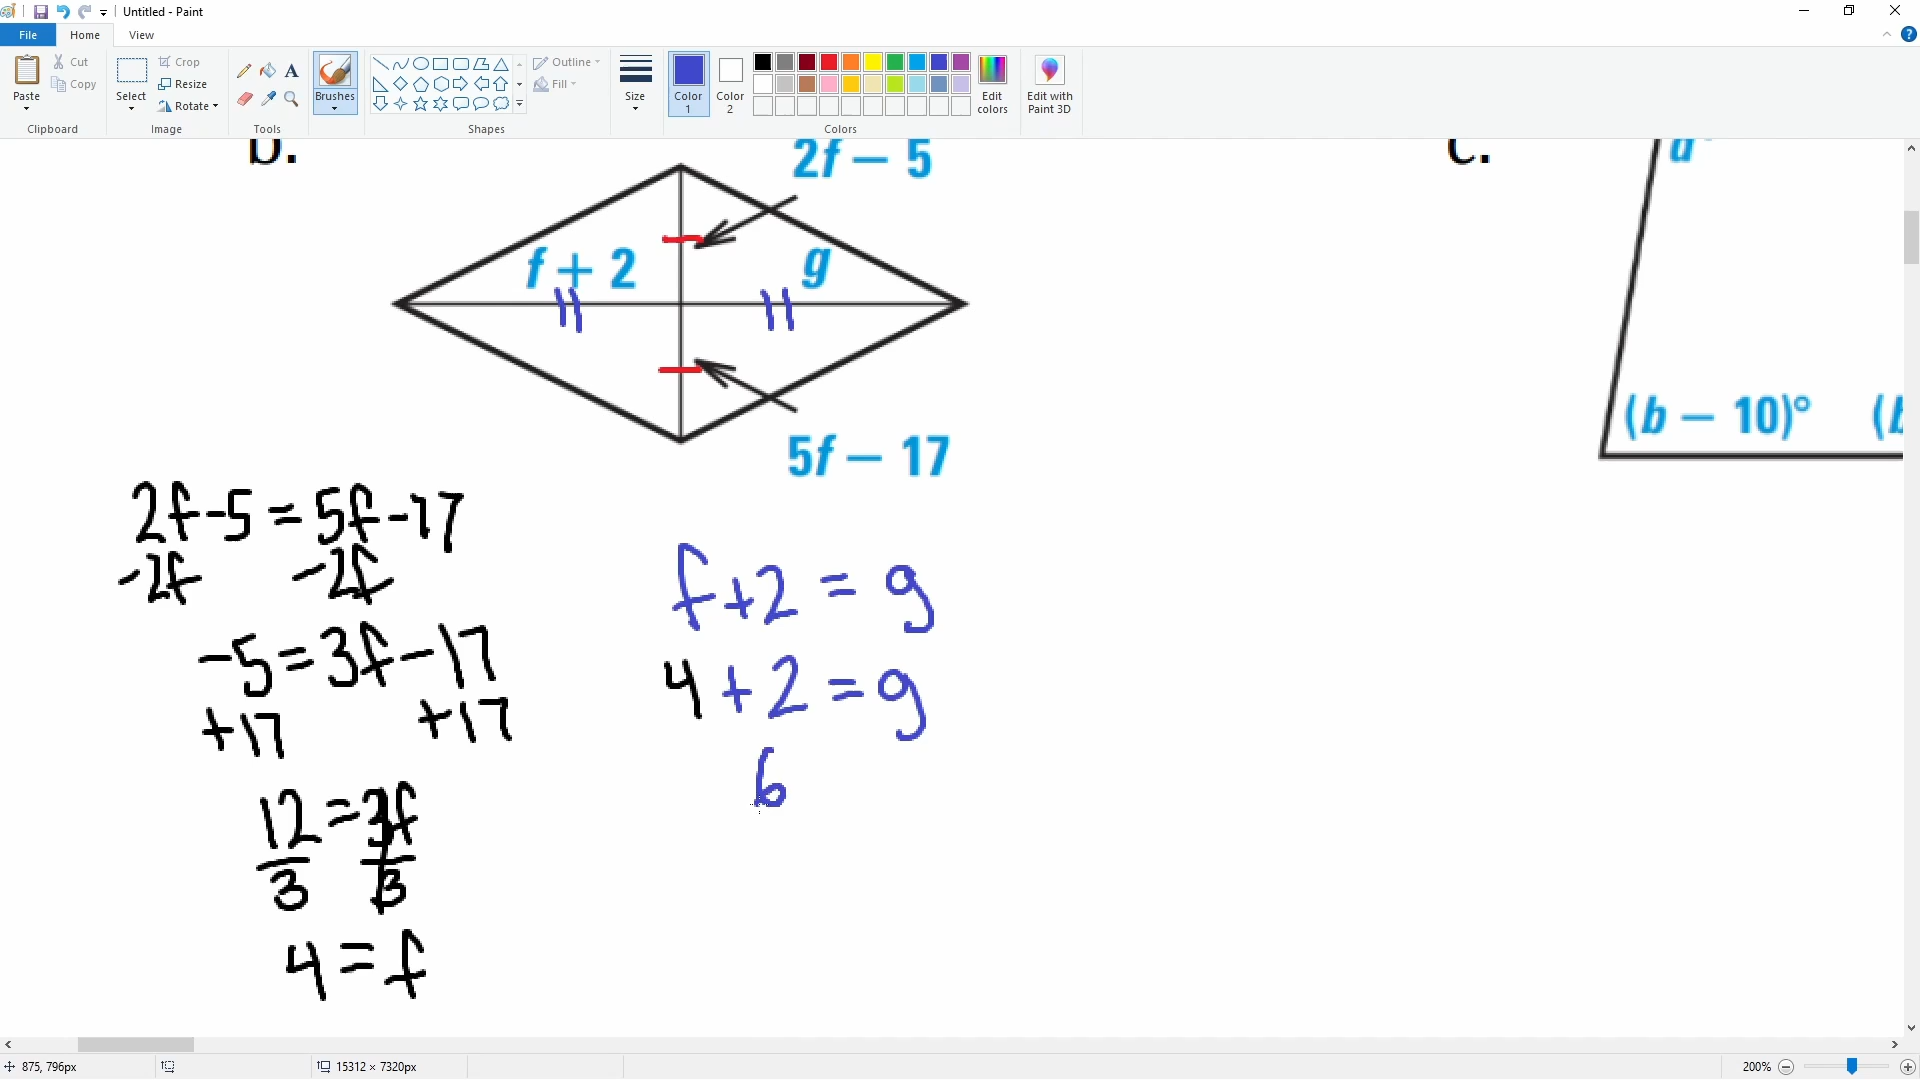 Untitled - Paint
File Home View
Paste
Cut
Copy
Clipboard
Select
Crop
Resize
Rotate
Image
Tools
Brushes
Shapes
Outline
Fill
Size
Color 1
Color 2
Colors
Edit colors
Edit with Paint 3D
b.
2f – 5
f + 2
g
5f – 17
c.
(b – 10)°
2f-5=5f-17
-2f -2f
-5=3f-17
+17 +17
12=3f
3 3
4=f
f+2=g
4+2=g
6
875, 796px
15312 × 7320px
200%